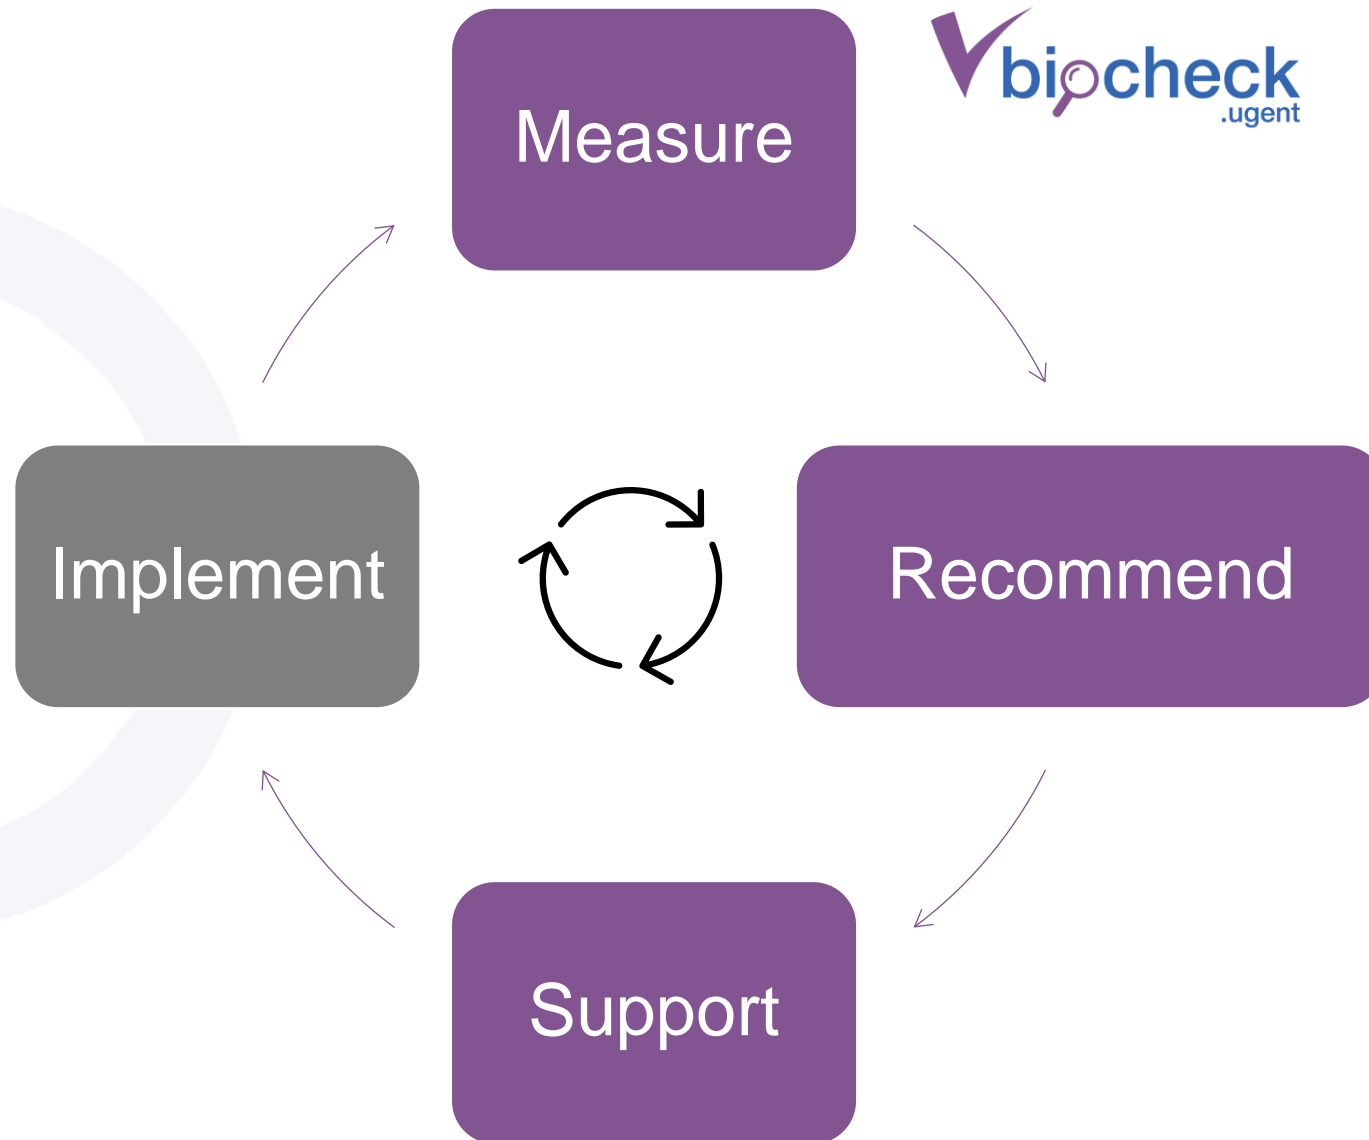 Measure
biocheck
.ugent
Implement
Recommend
Support